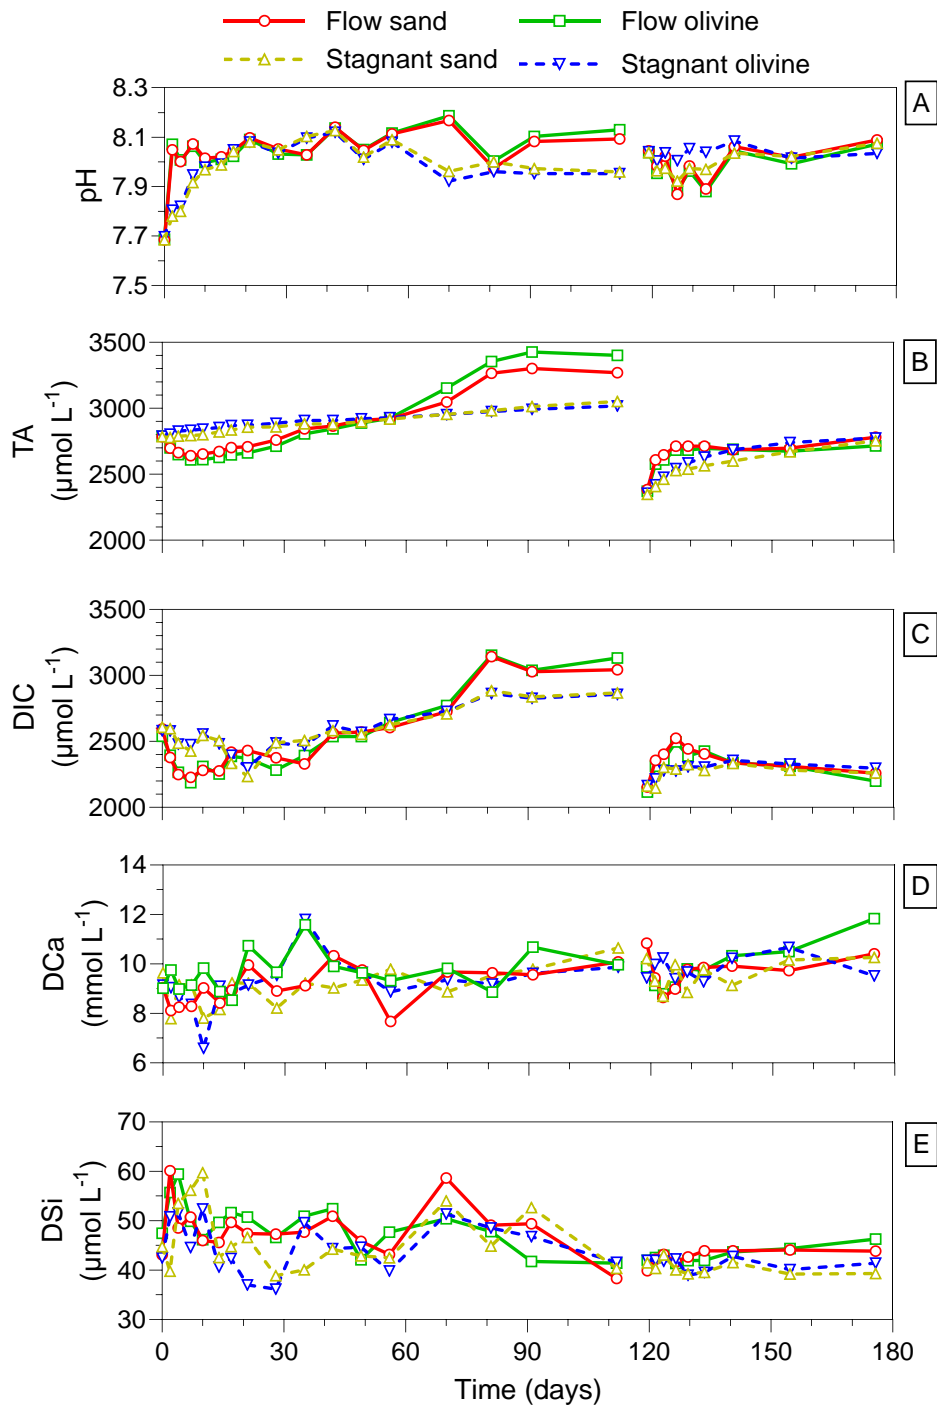 Flow sand
Flow olivine
Stagnant sand
Stagnant olivine
A
8.3
8.1
7.9
7.7
7.5
pH
B
3500
3000
2500
2000
TA
(µmol L⁻¹)
C
3500
3000
2500
2000
DIC
(µmol L⁻¹)
D
14
12
10
8
6
DCa
(mmol L⁻¹)
E
70
60
50
40
30
DSi
(µmol L⁻¹)
0 30 60 90 120 150 180
Time (days)